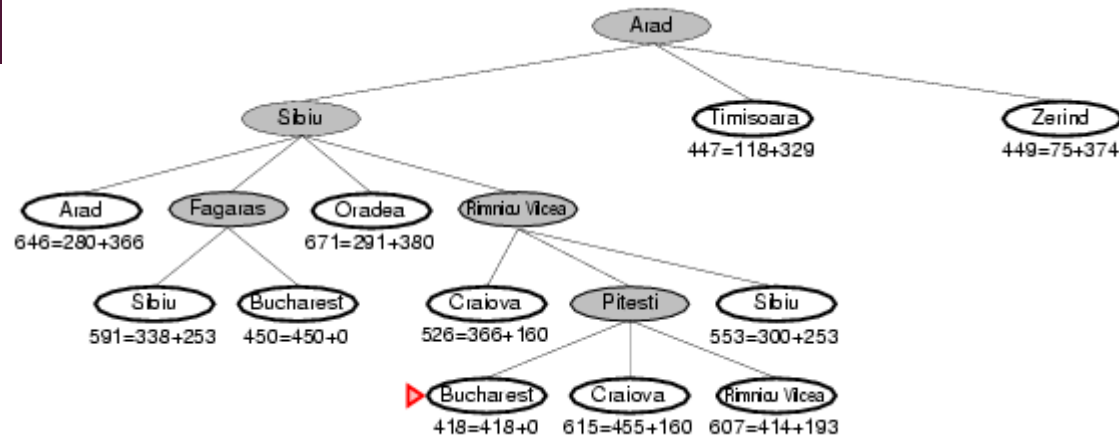 Arad
Sibiu Timisoara Zerind
447=118+329 449=75+374
Arad Fagaras Oradea Rimnicu Vilcea
646=280+366 671=291+380
Sibiu Bucharest Craiova Pitesti Sibiu
591=338+253 450=450+0 526=366+160 553=300+253
Bucharest Craiova Rimnicu Vilcea
418=418+0 615=455+160 607=414+193